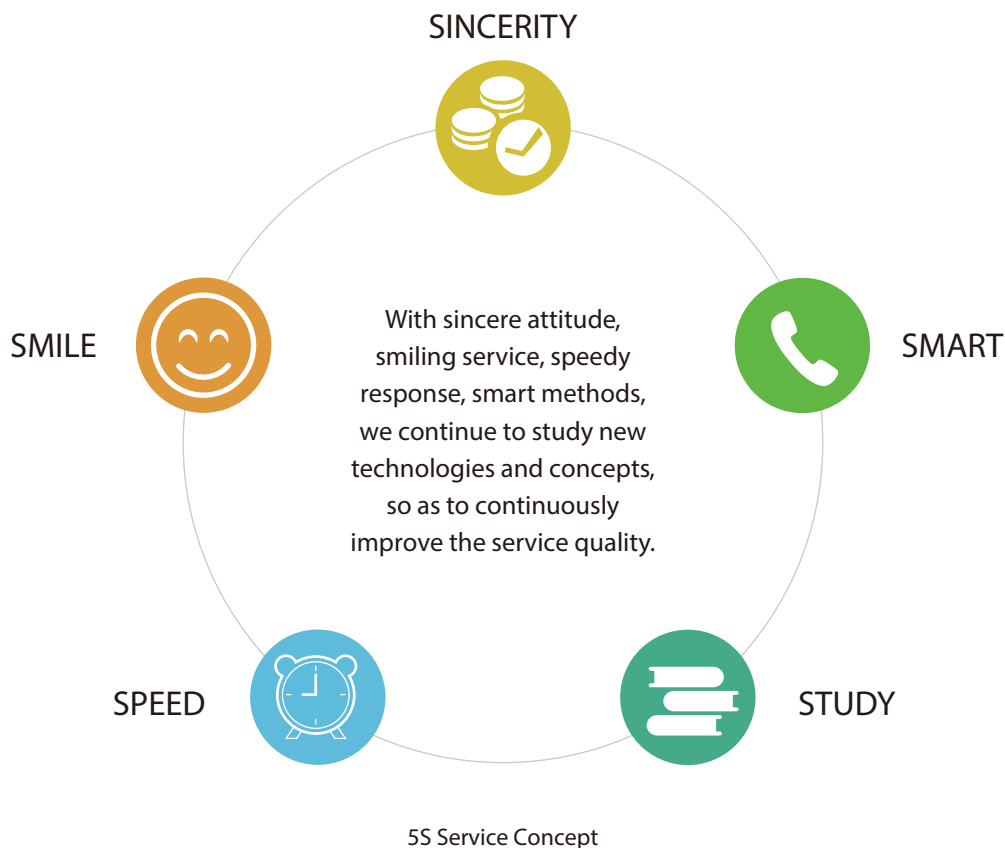 SINCERITY
SMILE
SMART
With sincere attitude,
smiling service, speedy
response, smart methods,
we continue to study new
technologies and concepts,
so as to continuously
improve the service quality.
SPEED
STUDY
5S Service Concept